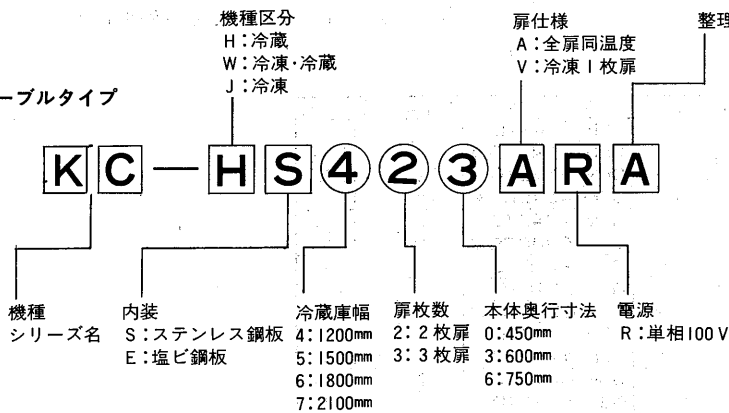 機種区分
H:冷蔵
W:冷凍・冷蔵
J:冷凍
扉仕様
A:全扉同温度
V:冷凍1枚扉
整理
ーブルタイプ
KC-HS423ARA
機種
シリーズ名
内装
S:ステンレス鋼板
E:塩ビ鋼板
冷蔵庫幅
4:1200mm
5:1500mm
6:1800mm
7:2100mm
扉枚数
2:2枚扉
3:3枚扉
本体奥行寸法
0:450mm
3:600mm
6:750mm
電源
R:単相100V